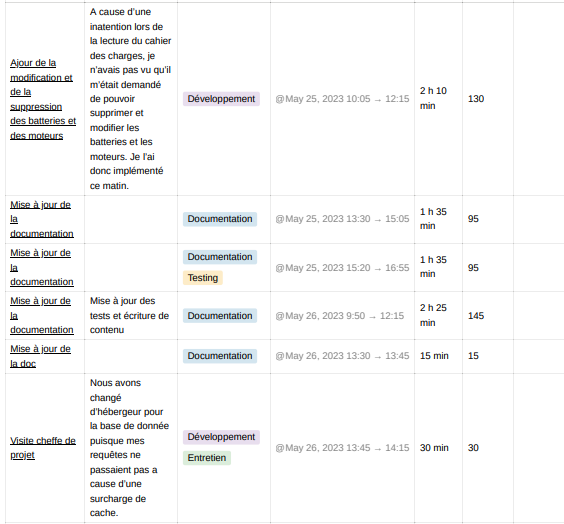 Ajour de la
modification et
de la
suppression
des batteries et
des moteurs
A cause d'une
inatention lors de
la lecture du cahier
des charges, je
n'avais pas vu qu'il
m'était demandé
de pouvoir
supprimer et
modifier les
batteries et les
moteurs. Je l'ai
donc implémenté
ce matin.
Développement
@May 25, 2023 10:05 → 12:15
2 h 10
min
130
Mise à jour de
la
documentation
Documentation
@May 25, 2023 13:30 → 15:05
1 h 35
min
95
Mise à jour de
la
documentation
Documentation
Testing
@May 25, 2023 15:20 → 16:55
1 h 35
min
95
Mise à jour de
la
documentation
Mise à jour des
tests et écriture de
contenu
Documentation
@May 26, 2023 9:50 → 12:15
2 h 25
min
145
Mise à jour de
la doc
Documentation
@May 26, 2023 13:30 → 13:45
15 min
15
Visite cheffe de
projet
Nous avons
changé
d'hébergeur pour
la base de donnée
puisque mes
requêtes ne
passaient pas a
cause d'une
surcharge de
cache.
Développement
Entretien
@May 26, 2023 13:45 → 14:15
30 min
30